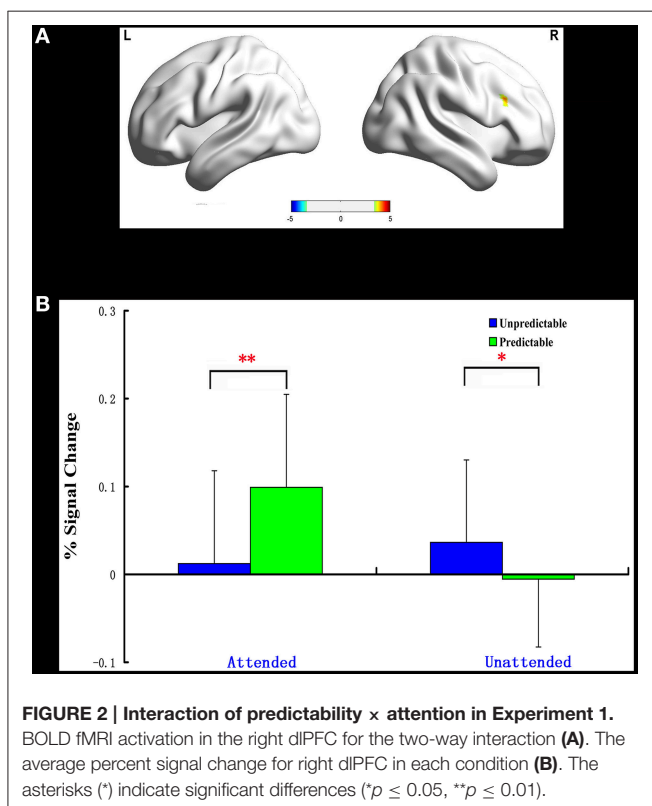 A
L
R
-5 0 5
B
0.3
Unpredictable
Predictable
**
*
0.2
% Signal Change
0.1
0
-0.1
Attended Unattended
FIGURE 2 | Interaction of predictability × attention in Experiment 1.
BOLD fMRI activation in the right dlPFC for the two-way interaction (A). The
average percent signal change for right dlPFC in each condition (B). The
asterisks (*) indicate significant differences (*p ≤ 0.05, **p ≤ 0.01).